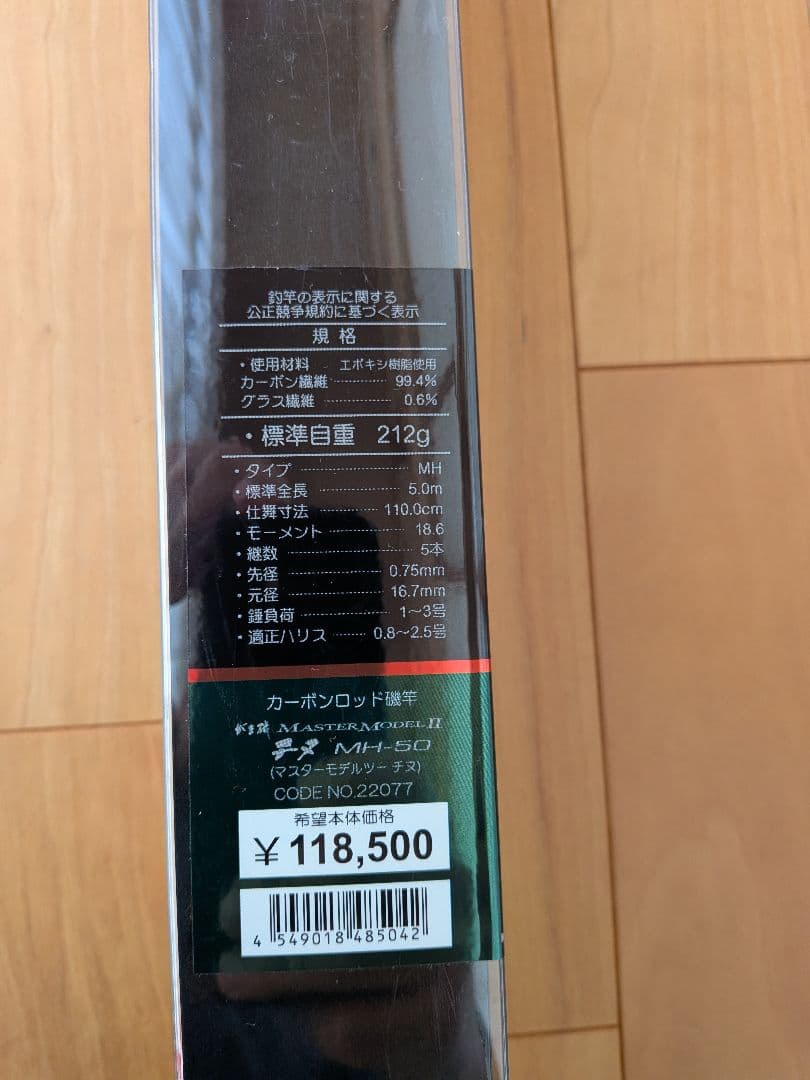 釣竿の表示に関する
公正競争規約に基づく表示
規格
・使用材料 エポキシ樹脂使用
カーボン繊維 99.4%
グラス繊維 0.6%
・標準自重 212g
・タイプ MH
・標準全長 5.0m
・仕舞寸法 110.0cm
・モーメント 18.6
・継数 5本
・先径 0.75mm
・元径 16.7mm
・錘負荷 1〜3号
・適正ハリス 0.8〜2.5号
カーボンロッド磯竿
がま磯 MASTERMODEL II
チヌ MH-50
(マスターモデルツー チヌ)
CODE NO.22077
希望本体価格
¥118,500
4 549018 485042